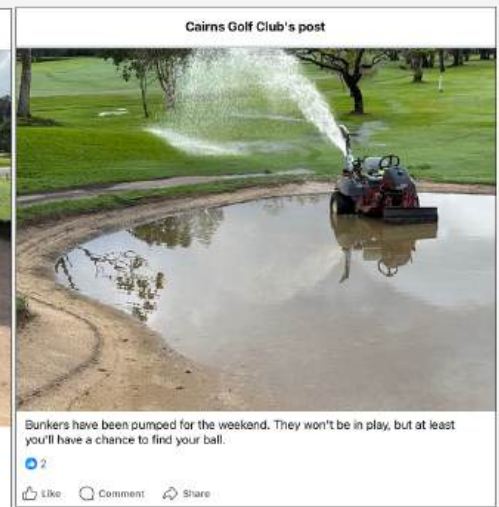 Cairns Golf Club's post
Bunkers have been pumped for the weekend. They won't be in play, but at least
you'll have a chance to find your ball.
2
Like Comment Share